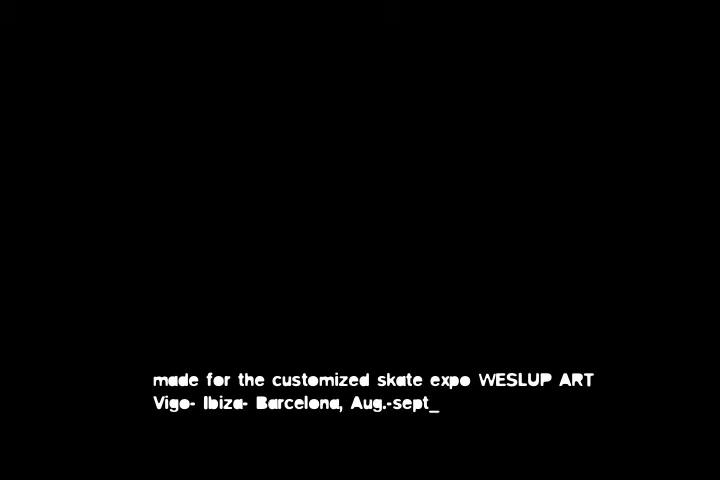 made for the customized skate expo WESLUP ART
Vigo- Ibiza- Barcelona, Aug.-sept_